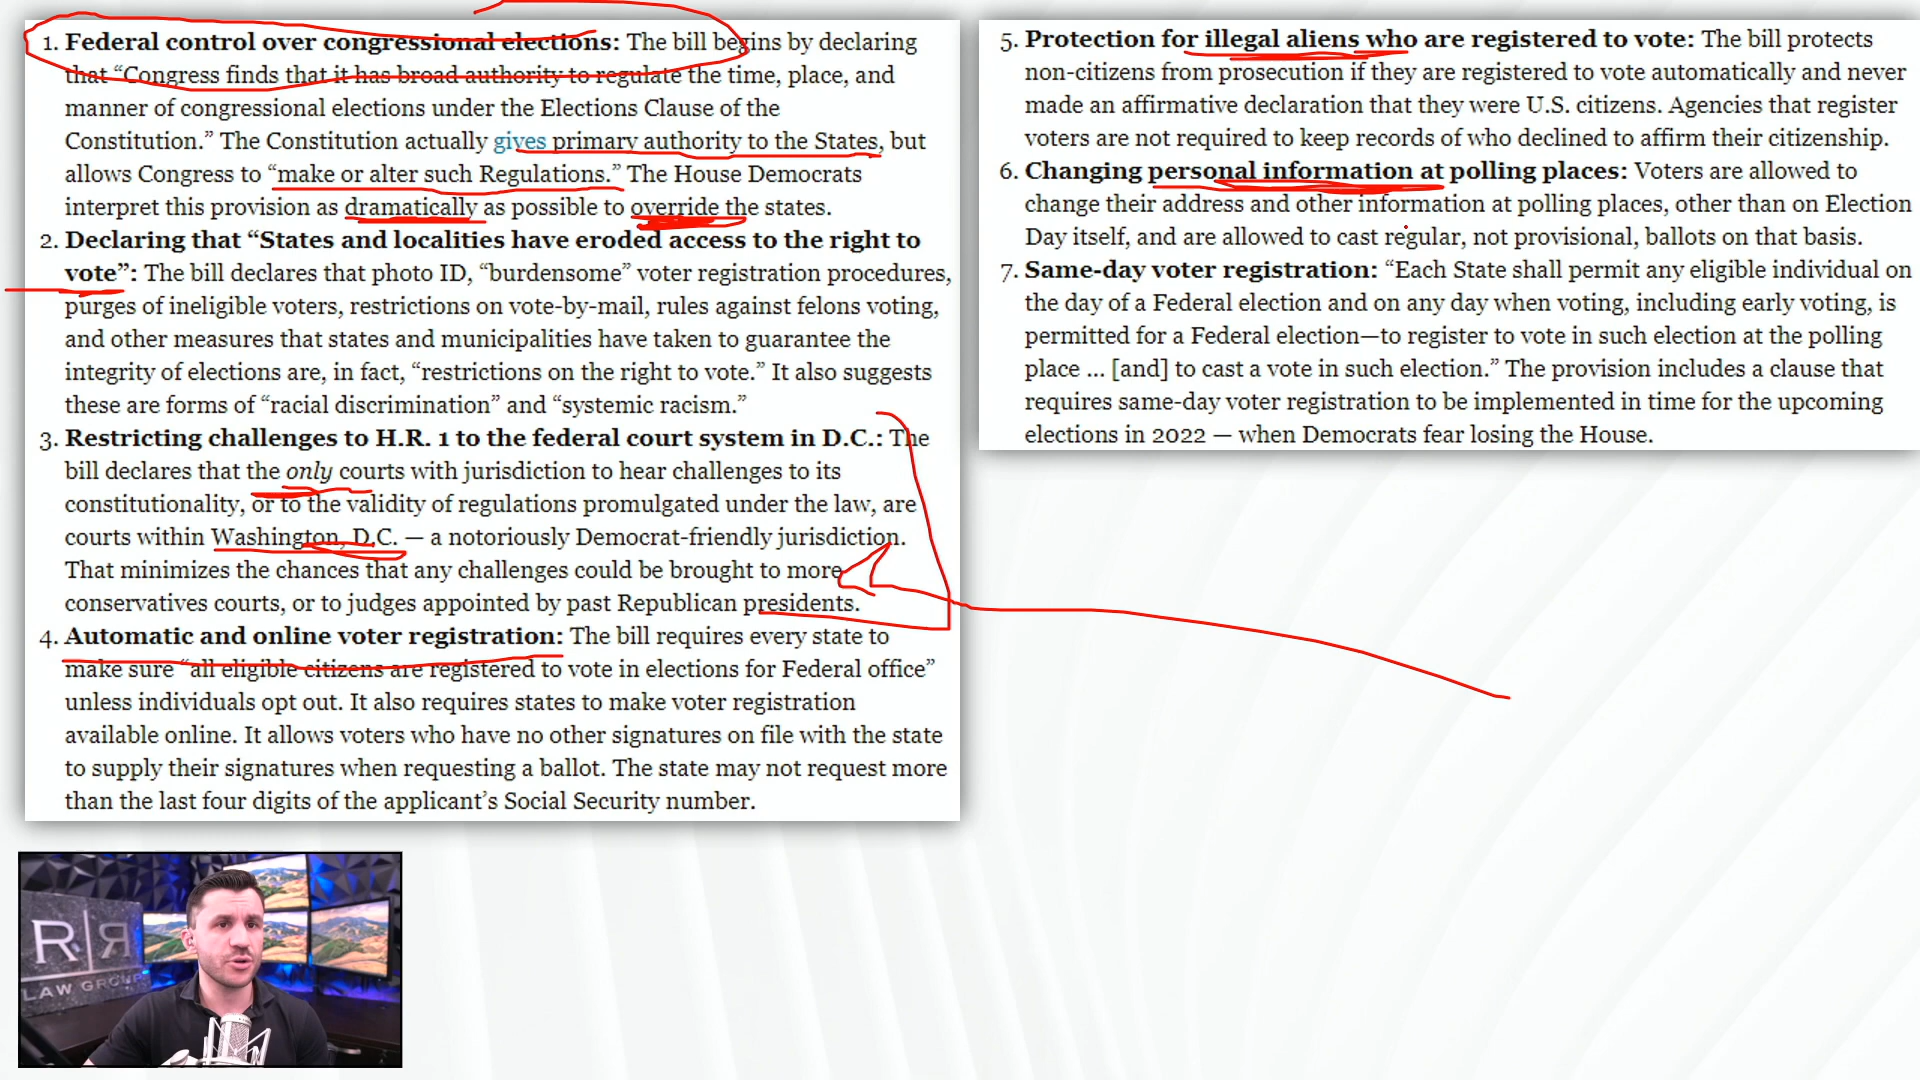 1. Federal control over congressional elections: The bill begins by declaring
that “Congress finds that it has broad authority to regulate the time, place, and
manner of congressional elections under the Elections Clause of the
Constitution.” The Constitution actually gives primary authority to the States, but
allows Congress to “make or alter such Regulations.” The House Democrats
interpret this provision as dramatically as possible to override the states.
2. Declaring that “States and localities have eroded access to the right to
vote”: The bill declares that photo ID, “burdensome” voter registration procedures,
purges of ineligible voters, restrictions on vote-by-mail, rules against felons voting,
and other measures that states and municipalities have taken to guarantee the
integrity of elections are, in fact, “restrictions on the right to vote.” It also suggests
these are forms of “racial discrimination” and “systemic racism.”
3. Restricting challenges to H.R. 1 to the federal court system in D.C.: The
bill declares that the only courts with jurisdiction to hear challenges to its
constitutionality, or to the validity of regulations promulgated under the law, are
courts within Washington, D.C. — a notoriously Democrat-friendly jurisdiction.
That minimizes the chances that any challenges could be brought to more
conservatives courts, or to judges appointed by past Republican presidents.
4. Automatic and online voter registration: The bill requires every state to
make sure “all eligible citizens are registered to vote in elections for Federal office”
unless individuals opt out. It also requires states to make voter registration
available online. It allows voters who have no other signatures on file with the state
to supply their signatures when requesting a ballot. The state may not request more
than the last four digits of the applicant’s Social Security number.
5. Protection for illegal aliens who are registered to vote: The bill protects
non-citizens from prosecution if they are registered to vote automatically and never
made an affirmative declaration that they were U.S. citizens. Agencies that register
voters are not required to keep records of who declined to affirm their citizenship.
6. Changing personal information at polling places: Voters are allowed to
change their address and other information at polling places, other than on Election
Day itself, and are allowed to cast regular, not provisional, ballots on that basis.
7. Same-day voter registration: “Each State shall permit any eligible individual on
the day of a Federal election and on any day when voting, including early voting, is
permitted for a Federal election—to register to vote in such election at the polling
place ... [and] to cast a vote in such election.” The provision includes a clause that
requires same-day voter registration to be implemented in time for the upcoming
elections in 2022 — when Democrats fear losing the House.
R|Я
LAW GROUP